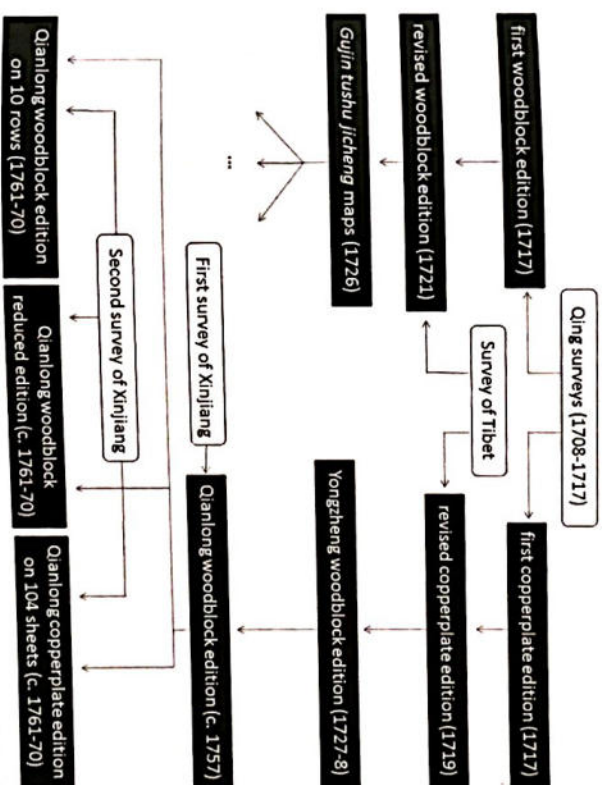 Qing surveys (1708-1717)
first woodblock edition (1717)
first copperplate edition (1717)
Survey of Tibet
revised woodblock edition (1721)
revised copperplate edition (1719)
Gujin tushu jicheng maps (1726)
Yongzheng woodblock edition (1727-8)
...
First survey of Xinjiang
Qianlong woodblock edition (c. 1757)
Second survey of Xinjiang
Qianlong woodblock edition
on 10 rows (1761-70)
Qianlong woodblock
reduced edition (c. 1761-70)
Qianlong copperplate edition
on 104 sheets (c. 1761-70)